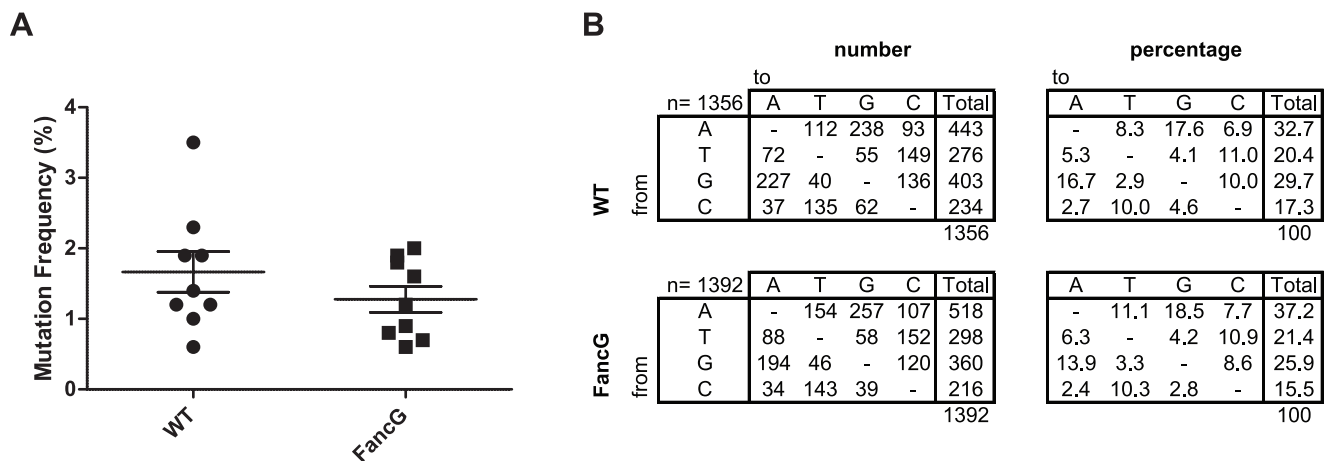 A
Mutation Frequency (%)
4
3
2
1
0
WT
FancG
B
number
percentage
to
to
n= 1356 A T G C Total
A - 112 238 93 443
T 72 - 55 149 276
G 227 40 - 136 403
C 37 135 62 - 234
1356
WT
from
A T G C Total
- 8.3 17.6 6.9 32.7
5.3 - 4.1 11.0 20.4
16.7 2.9 - 10.0 29.7
2.7 10.0 4.6 - 17.3
100
n= 1392 A T G C Total
A - 154 257 107 518
T 88 - 58 152 298
G 194 46 - 120 360
C 34 143 39 - 216
1392
FancG
from
A T G C Total
- 11.1 18.5 7.7 37.2
6.3 - 4.2 10.9 21.4
13.9 3.3 - 8.6 25.9
2.4 10.3 2.8 - 15.5
100